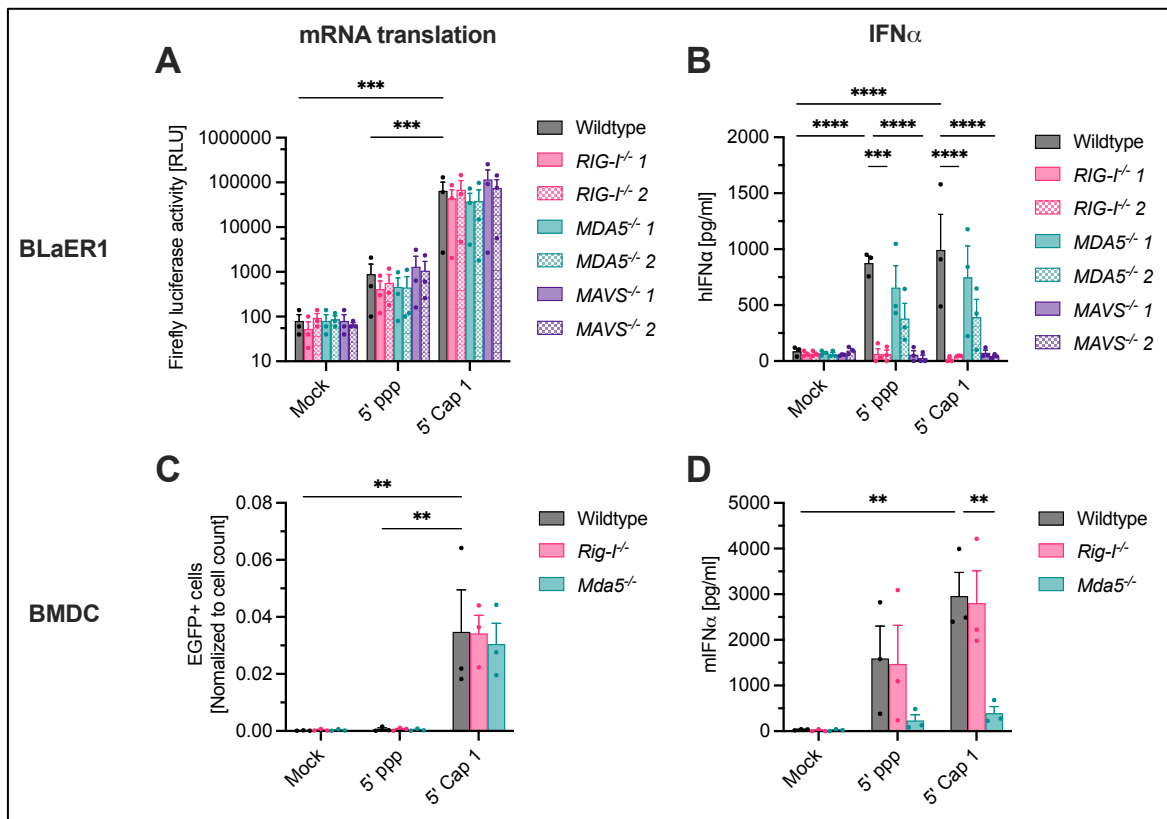 mRNA translation
IFNα
A
***
***
Firefly luciferase activity [RLU]
1000000
100000
10000
1000
100
10
Mock
5' ppp
5' Cap 1
Wildtype
RIG-I-/- 1
RIG-I-/- 2
MDA5-/- 1
MDA5-/- 2
MAVS-/- 1
MAVS-/- 2
B
****
**** **** ****
*** ****
hIFNα [pg/ml]
2000
1500
1000
500
0
Mock
5' ppp
5' Cap 1
Wildtype
RIG-I-/- 1
RIG-I-/- 2
MDA5-/- 1
MDA5-/- 2
MAVS-/- 1
MAVS-/- 2
BLaER1
C
**
**
EGFP+ cells
[Nomalized to cell count]
0.08
0.06
0.04
0.02
0.00
Mock
5' ppp
5' Cap 1
Wildtype
Rig-I-/-
Mda5-/-
D
** **
mIFNα [pg/ml]
5000
4000
3000
2000
1000
0
Mock
5' ppp
5' Cap 1
Wildtype
Rig-I-/-
Mda5-/-
BMDC